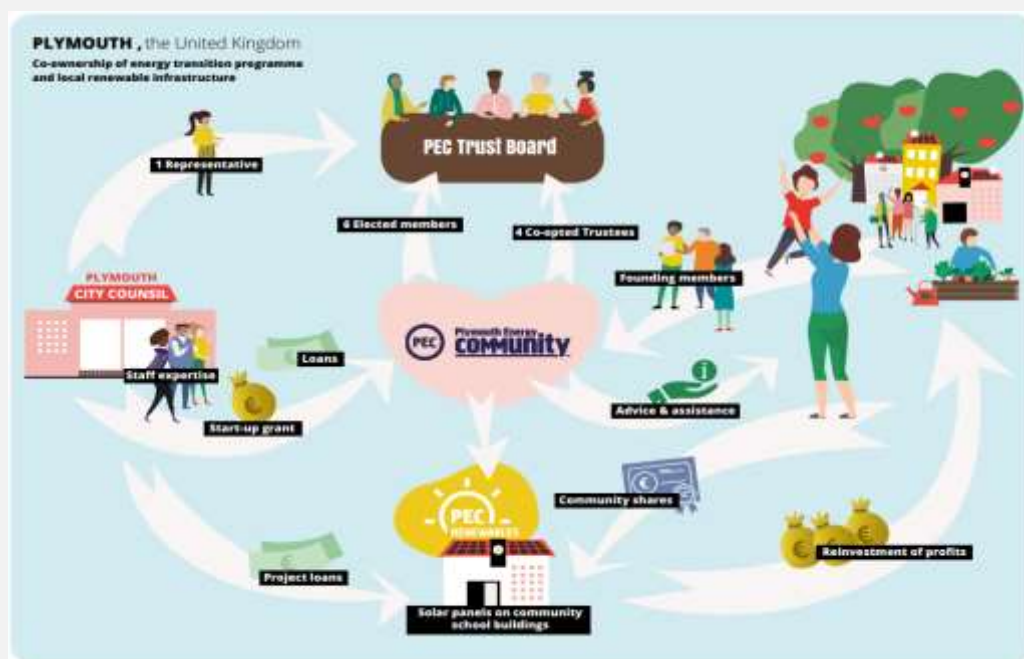 PLYMOUTH , the United Kingdom
Co-ownership of energy transition programme
and local renewable infrastructure
1 Representative
PEC Trust Board
6 Elected members
4 Co-opted Trustees
Founding members
PLYMOUTH
CITY COUNSIL
Staff expertise
Loans
Start-up grant
PEC
Plymouth Energy
community
Advice & assistance
Community shares
PEC
RENEWABLES
Reinvestment of profits
Project loans
Solar panels on community
school buildings